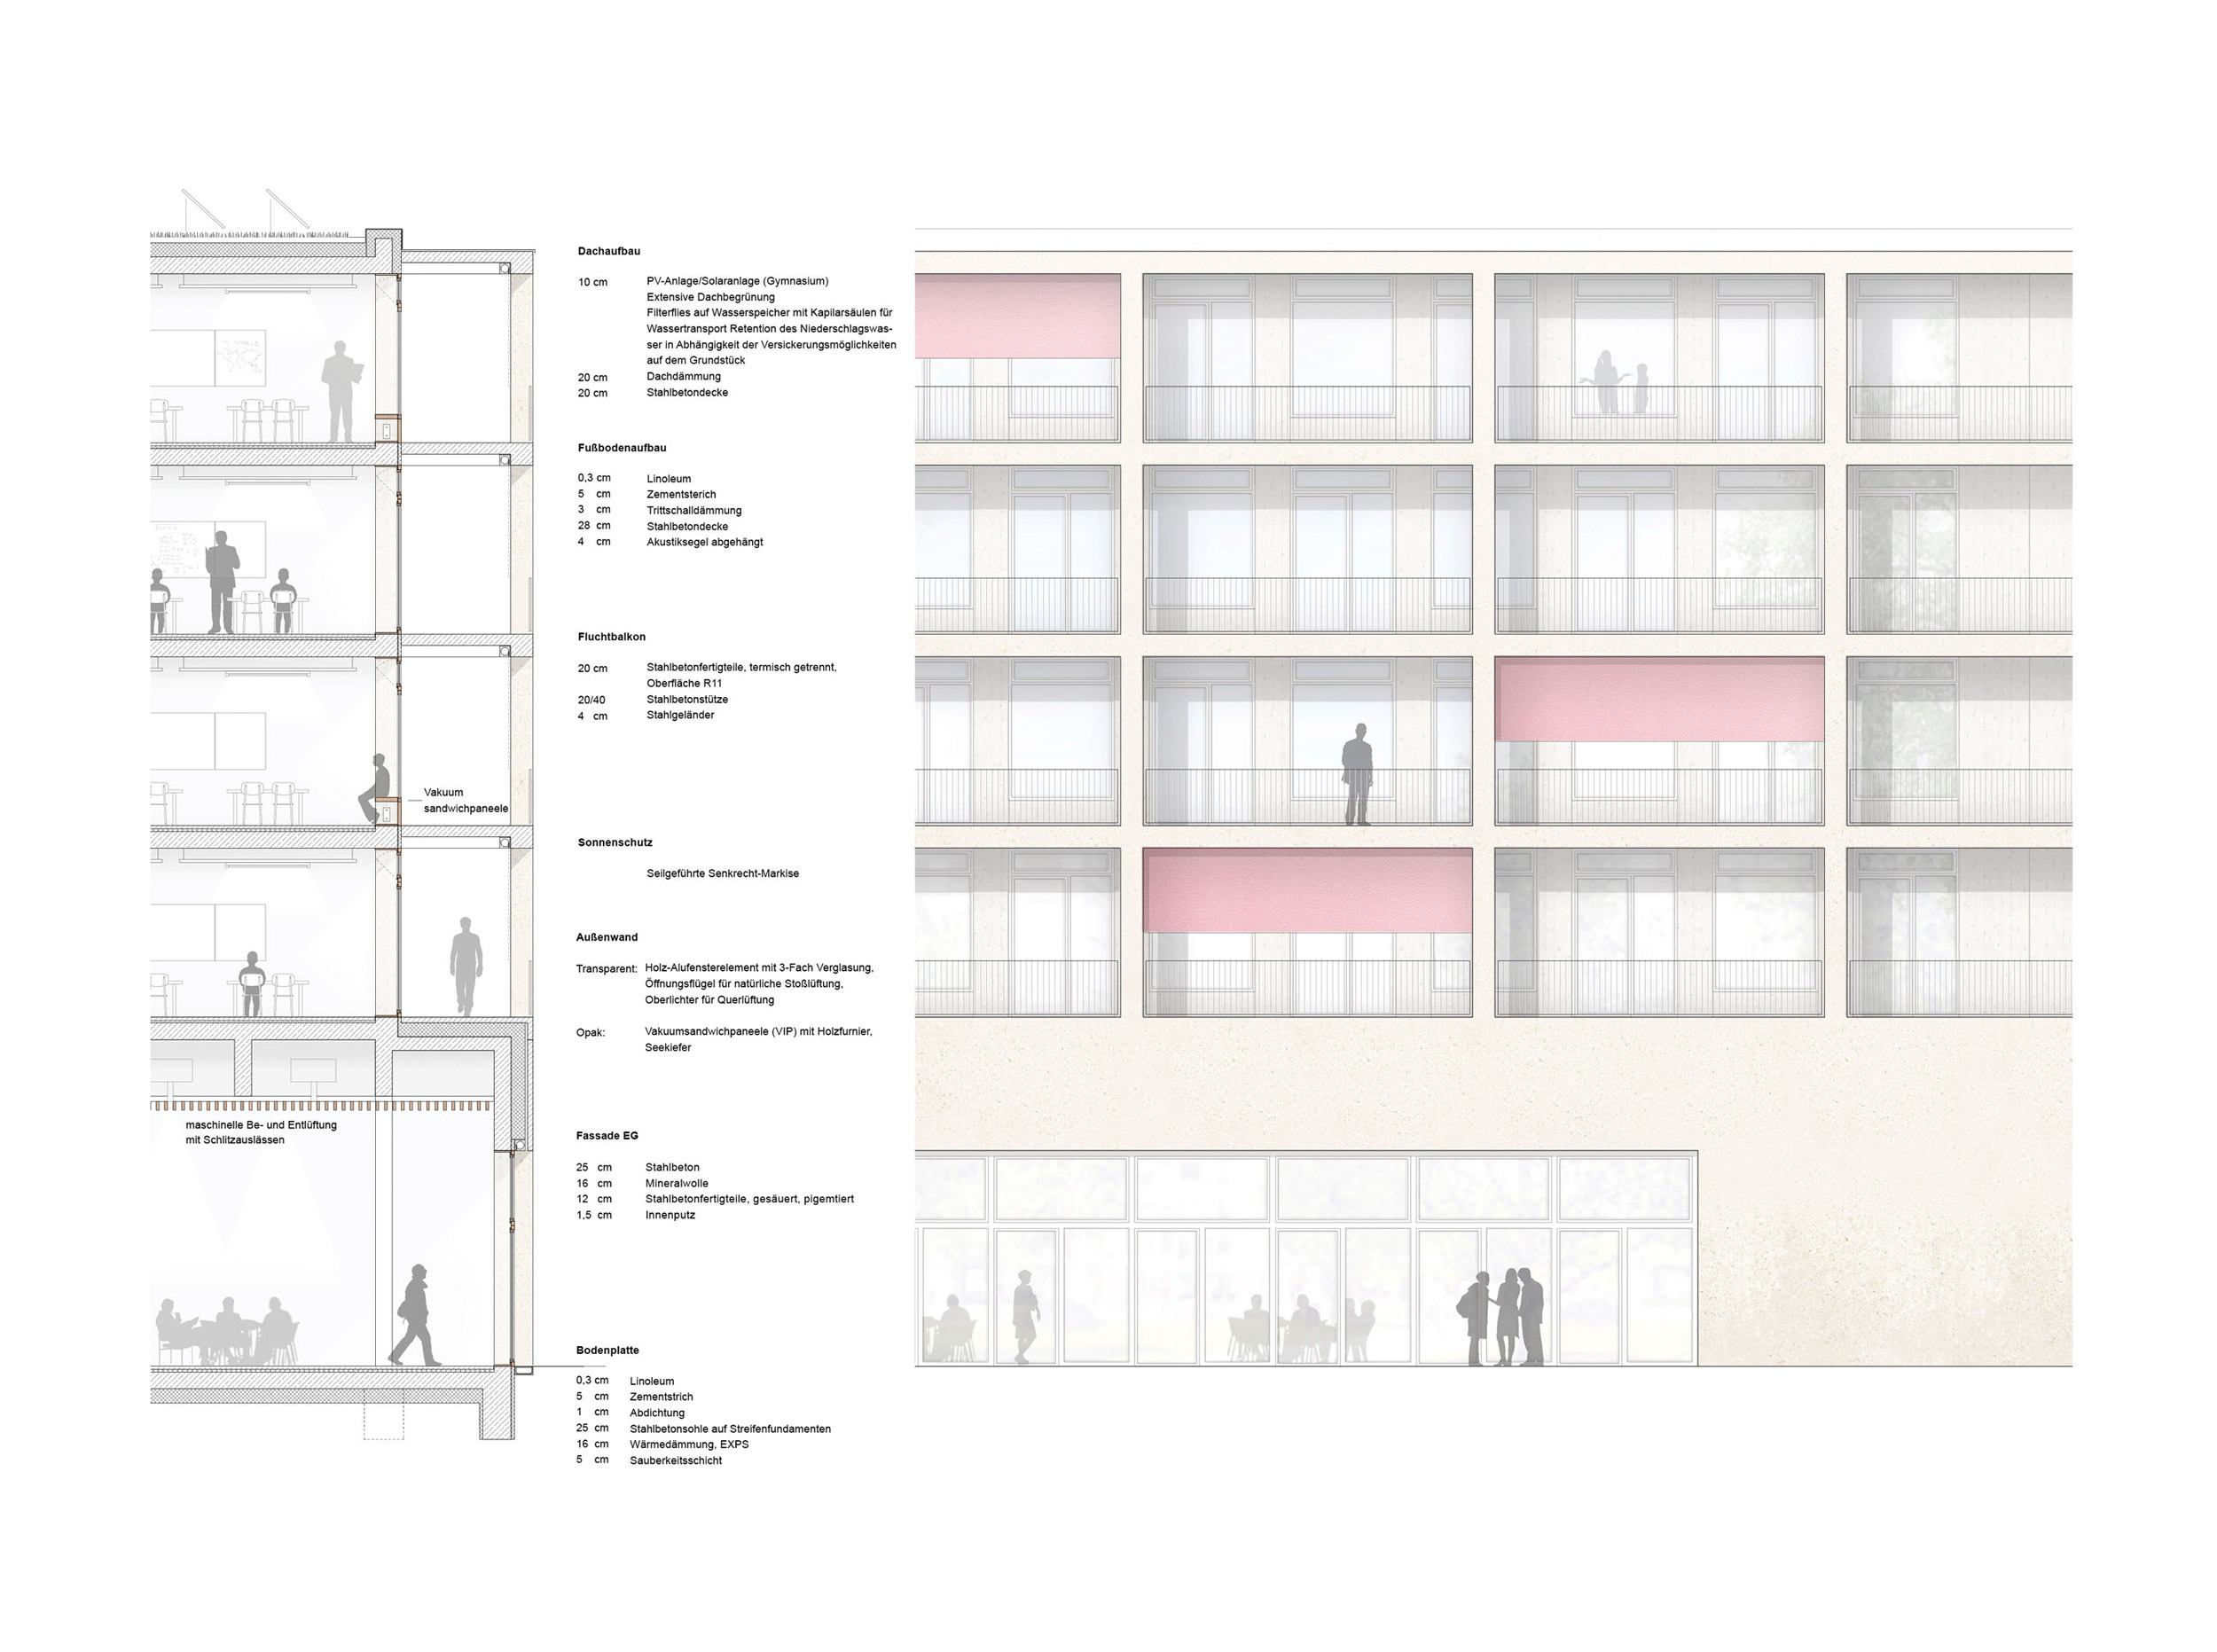 Dachaufbau
10 cm PV-Anlage/Solaranlage (Gymnasium)
Extensive Dachbegrünung
Filterflies auf Wasserspeicher mit Kapilarsäulen für
Wassertransport Retention des Niederschlagswas-
ser in Abhängigkeit der Versickerungsmöglichkeiten
auf dem Grundstück
20 cm Dachdämmung
20 cm Stahlbetondecke
Fußbodenaufbau
0,3 cm Linoleum
5 cm Zementsterich
3 cm Trittschalldämmung
28 cm Stahlbetondecke
4 cm Akustiksegel abgehängt
Fluchtbalkon
20 cm Stahlbetonfertigteile, termisch getrennt,
Oberfläche R11
20/40 Stahlbetonstütze
4 cm Stahlgeländer
Vakuum
sandwichpaneele
Sonnenschutz
Seilgeführte Senkrecht-Markise
Außenwand
Transparent: Holz-Alufensterelement mit 3-Fach Verglasung,
Öffnungsflügel für natürliche Stoßlüftung,
Oberlichter für Querlüftung
Opak: Vakuumsandwichpaneele (VIP) mit Holzfurnier,
Seekiefer
maschinelle Be- und Entlüftung
mit Schlitzauslässen
Fassade EG
25 cm Stahlbeton
16 cm Mineralwolle
12 cm Stahlbetonfertigteile, gesäuert, pigemtiert
1,5 cm Innenputz
Bodenplatte
0,3 cm Linoleum
5 cm Zementstrich
1 cm Abdichtung
25 cm Stahlbetonsohle auf Streifenfundamenten
16 cm Wärmedämmung, EXPS
5 cm Sauberkeitsschicht